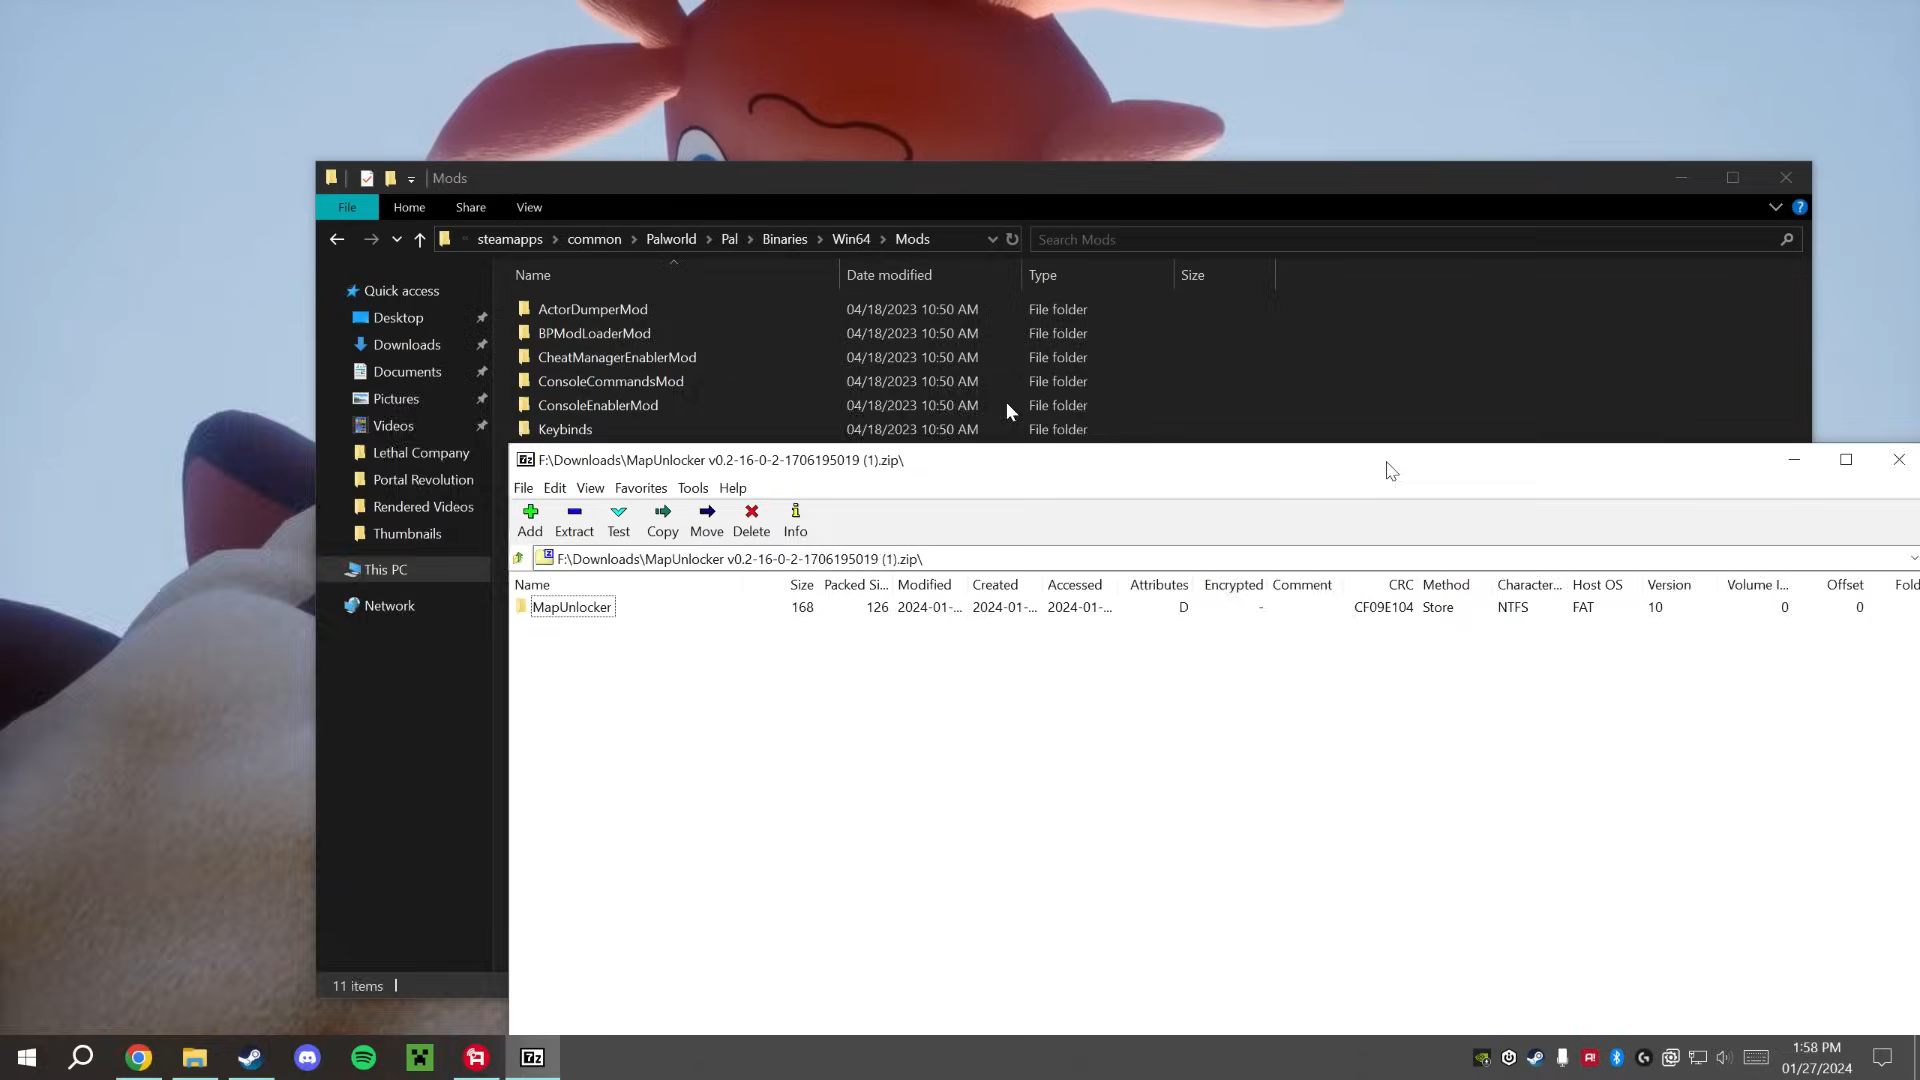 Mods
File Home Share View
steamapps > common > Palworld > Pal > Binaries > Win64 > Mods Search Mods
Name Date modified Type Size
Quick access
Desktop
Downloads
Documents
Pictures
Videos
Lethal Company
Portal Revolution
Rendered Videos
Thumbnails
This PC
Network
ActorDumperMod 04/18/2023 10:50 AM File folder
BPModLoaderMod 04/18/2023 10:50 AM File folder
CheatManagerEnablerMod 04/18/2023 10:50 AM File folder
ConsoleCommandsMod 04/18/2023 10:50 AM File folder
ConsoleEnablerMod 04/18/2023 10:50 AM File folder
Keybinds 04/18/2023 10:50 AM File folder
11 items
7z F:\Downloads\MapUnlocker v0.2-16-0-2-1706195019 (1).zip\
File Edit View Favorites Tools Help
Add Extract Test Copy Move Delete Info
F:\Downloads\MapUnlocker v0.2-16-0-2-1706195019 (1).zip\
Name Size Packed Si... Modified Created Accessed Attributes Encrypted Comment CRC Method Character... Host OS Version Volume I... Offset Fold
MapUnlocker 168 126 2024-01-... 2024-01-... 2024-01-... D - CF09E104 Store NTFS FAT 10 0 0
7z
1:58 PM
01/27/2024